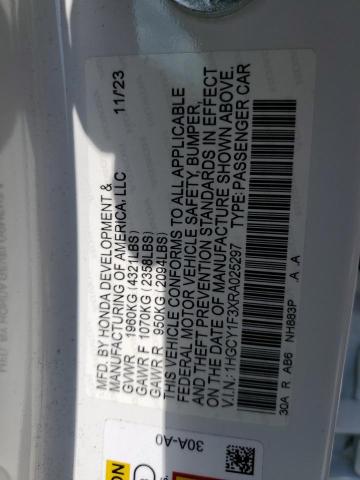 MFD. BY HONDA DEVELOPMENT & 11/23
MANUFACTURING OF AMERICA, LLC
GVWR 1960KG (4321LBS)
GAWR F 1070KG (2358LBS)
GAWR R 950KG (2094LBS)
THIS VEHICLE CONFORMS TO ALL APPLICABLE
FEDERAL MOTOR VEHICLE SAFETY, BUMPER,
AND THEFT PREVENTION STANDARDS IN EFFECT
ON THE DATE OF MANUFACTURE SHOWN ABOVE.
V.I.N.: 1HGCY1F3XRA025297 TYPE: PASSENGER CAR
30A R AB6 NH883P A A
30A-A0